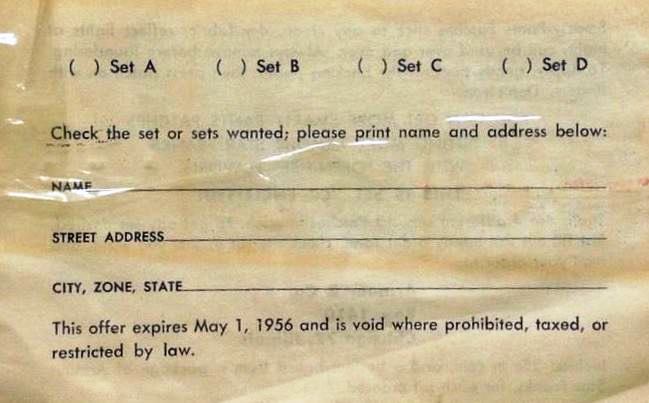 ( ) Set A ( ) Set B ( ) Set C ( ) Set D
Check the set or sets wanted; please print name and address below:
NAME
STREET ADDRESS
CITY, ZONE, STATE
This offer expires May 1, 1956 and is void where prohibited, taxed, or
restricted by law.